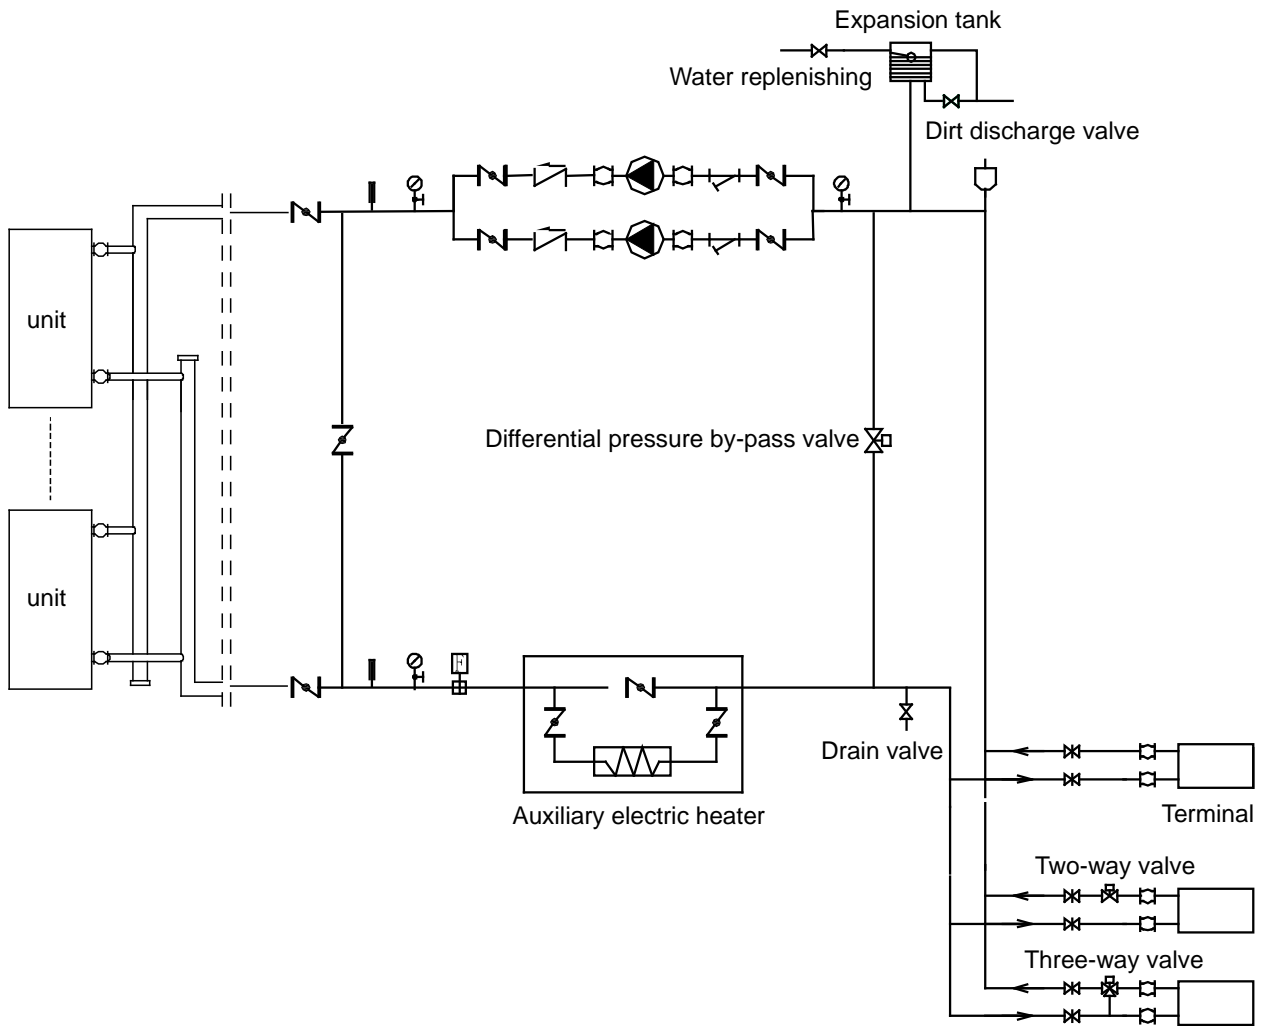 Expansion tank
Water replenishing
Dirt discharge valve
unit
Differential pressure by-pass valve
unit
F
Drain valve
Auxiliary electric heater
Terminal
Two-way valve
Three-way valve